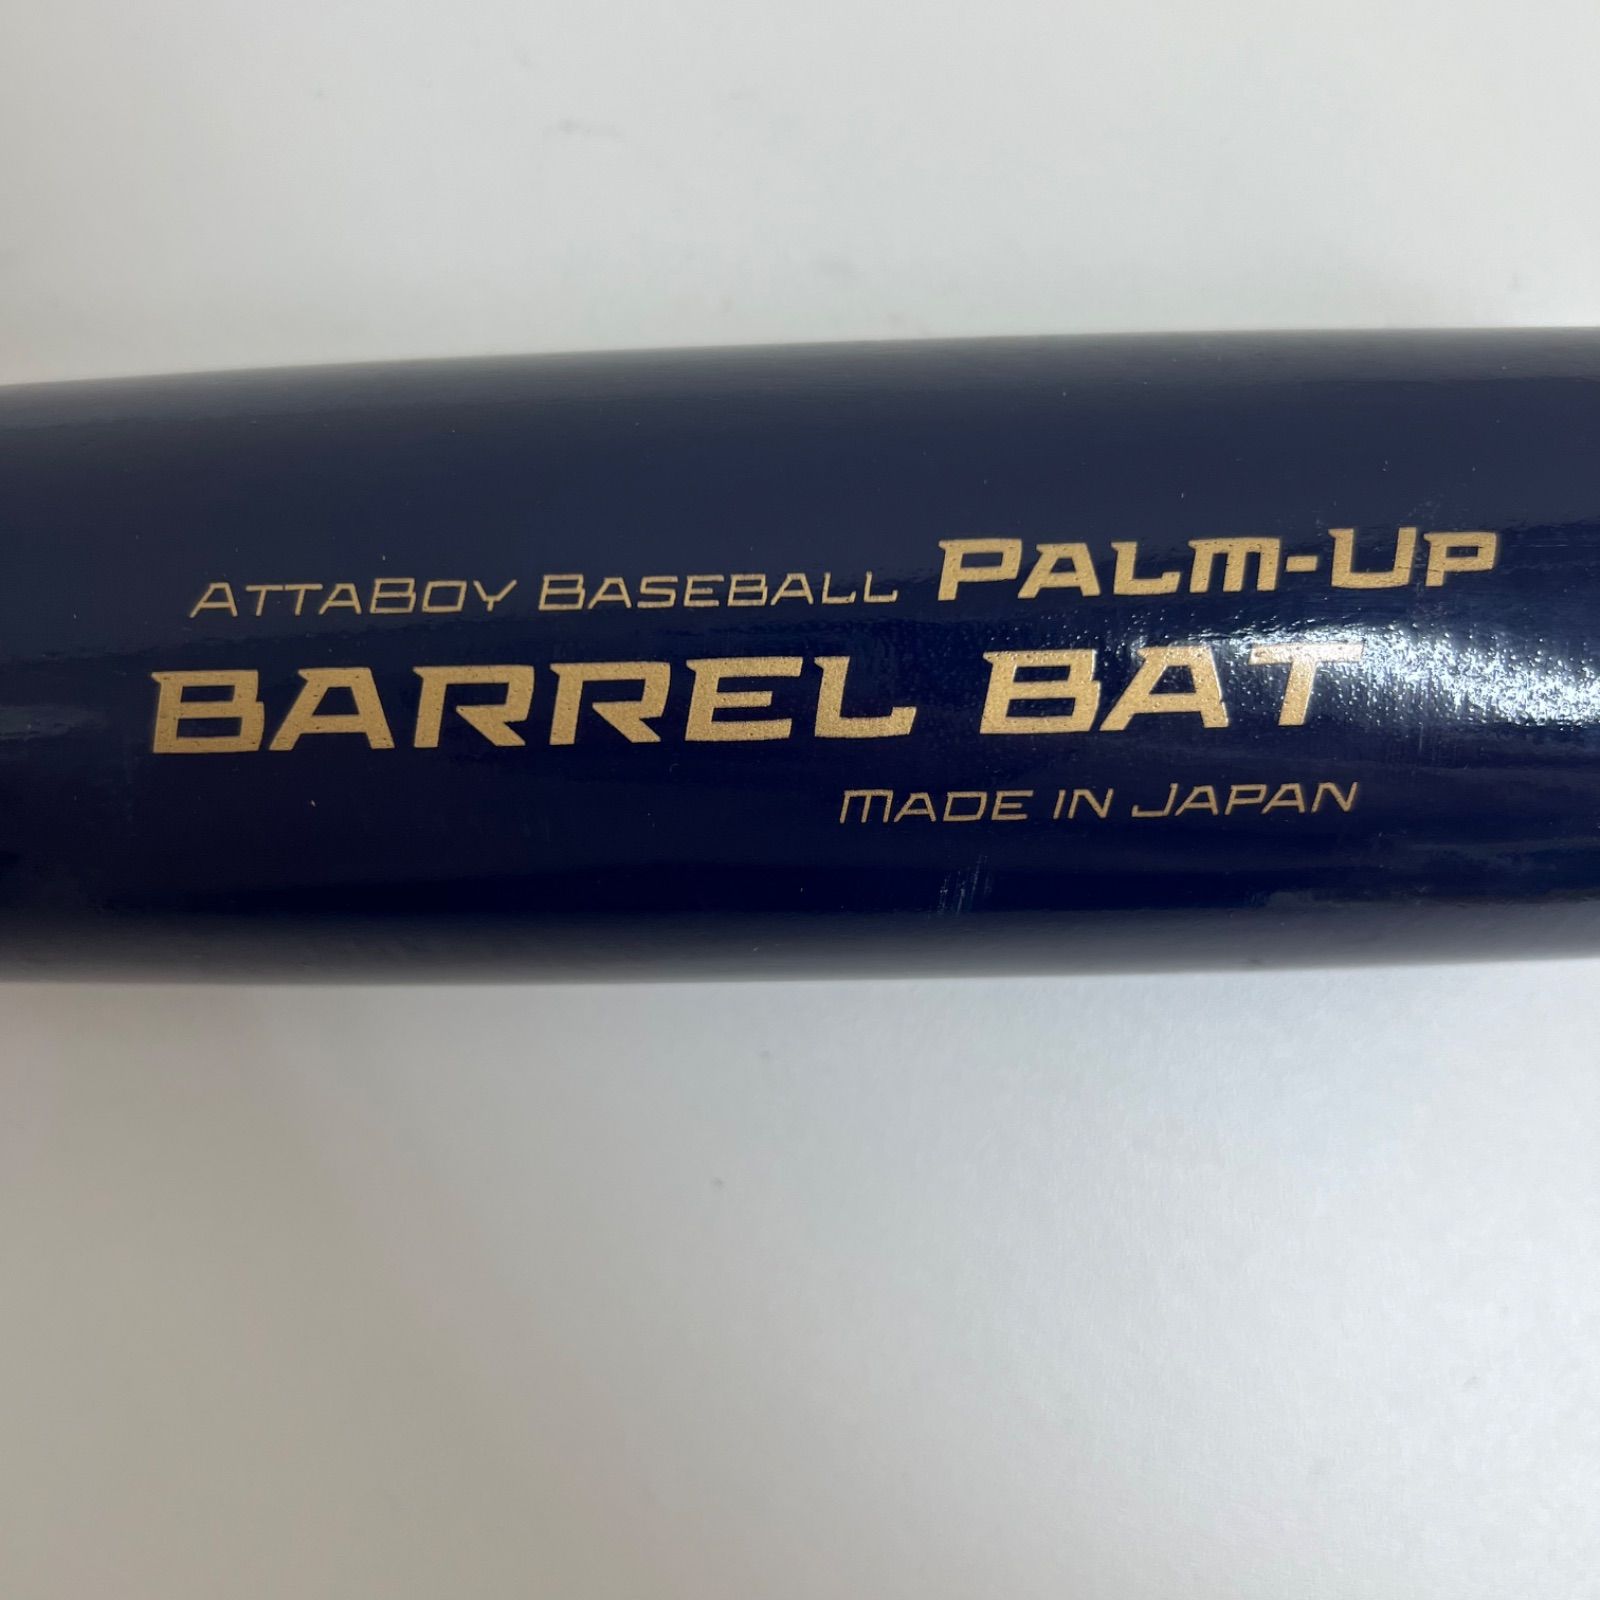 AttaBoy Baseball Palm-Up
BARREL BAT
Made in Japan